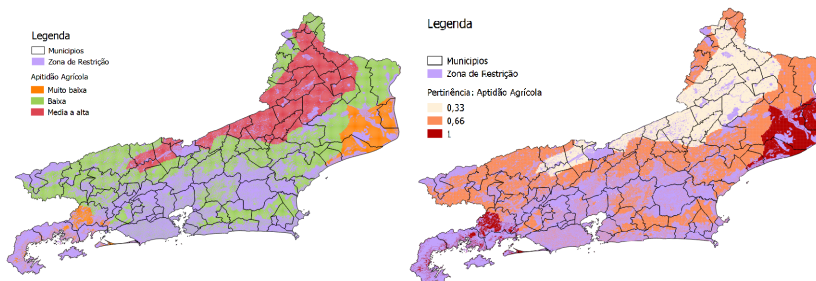 Legenda
Municipios
Zona de Restrição
Aptidão Agrícola
Muito baixa
Baixa
Media a alta
Legenda
Municipios
Zona de Restrição
Pertinência: Aptidão Agrícola
0,33
0,66
1